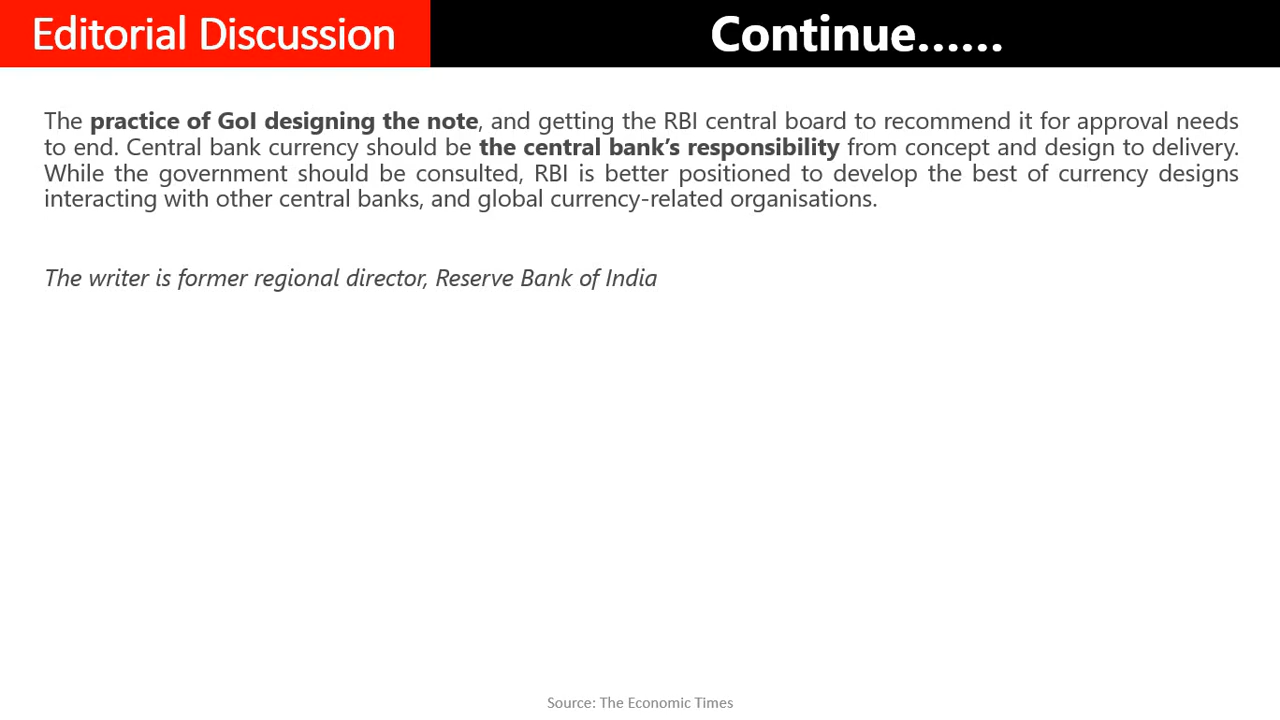 Editorial Discussion
Continue......
The practice of GoI designing the note, and getting the RBI central board to recommend it for approval needs
to end. Central bank currency should be the central bank’s responsibility from concept and design to delivery.
While the government should be consulted, RBI is better positioned to develop the best of currency designs
interacting with other central banks, and global currency-related organisations.
The writer is former regional director, Reserve Bank of India
Source: The Economic Times